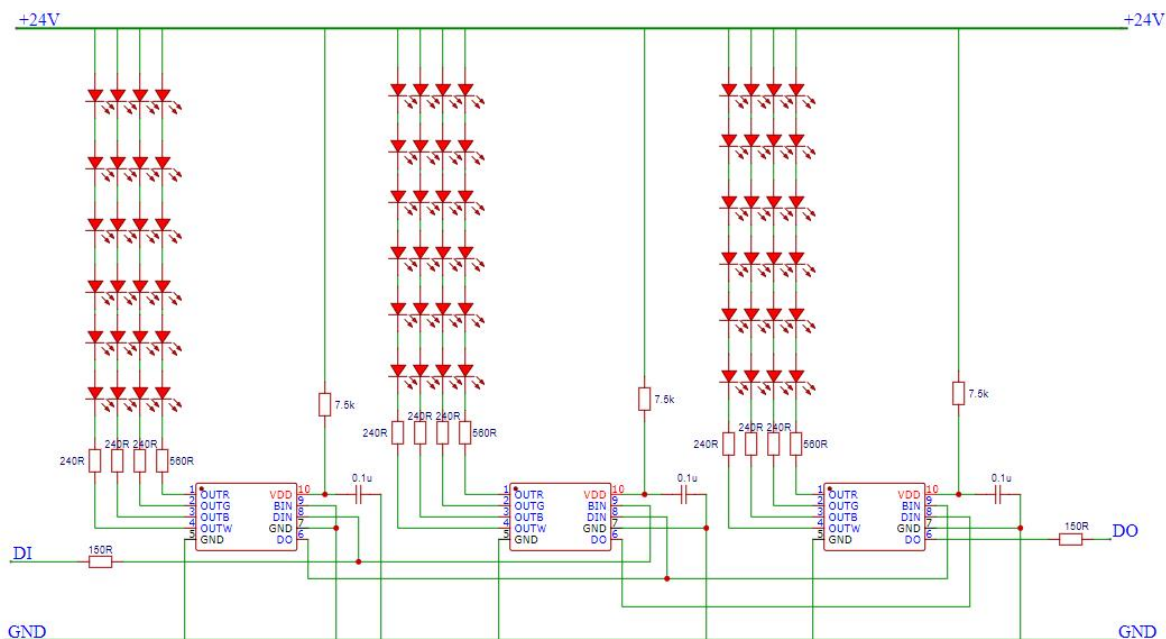 +24V +24V
7.5k 7.5k 7.5k
240R 240R 240R 560R
240R 240R 240R 560R
240R 240R 240R 560R
0.1u 0.1u 0.1u
1 OUTR VDD 10
2 OUTG BIN 9
3 OUTB DIN 8
4 OUTW GND 7
5 GND DO 6
1 OUTR VDD 10
2 OUTG BIN 9
3 OUTB DIN 8
4 OUTW GND 7
5 GND DO 6
1 OUTR VDD 10
2 OUTG BIN 9
3 OUTB DIN 8
4 OUTW GND 7
5 GND DO 6
DI 150R
150R DO
GND GND